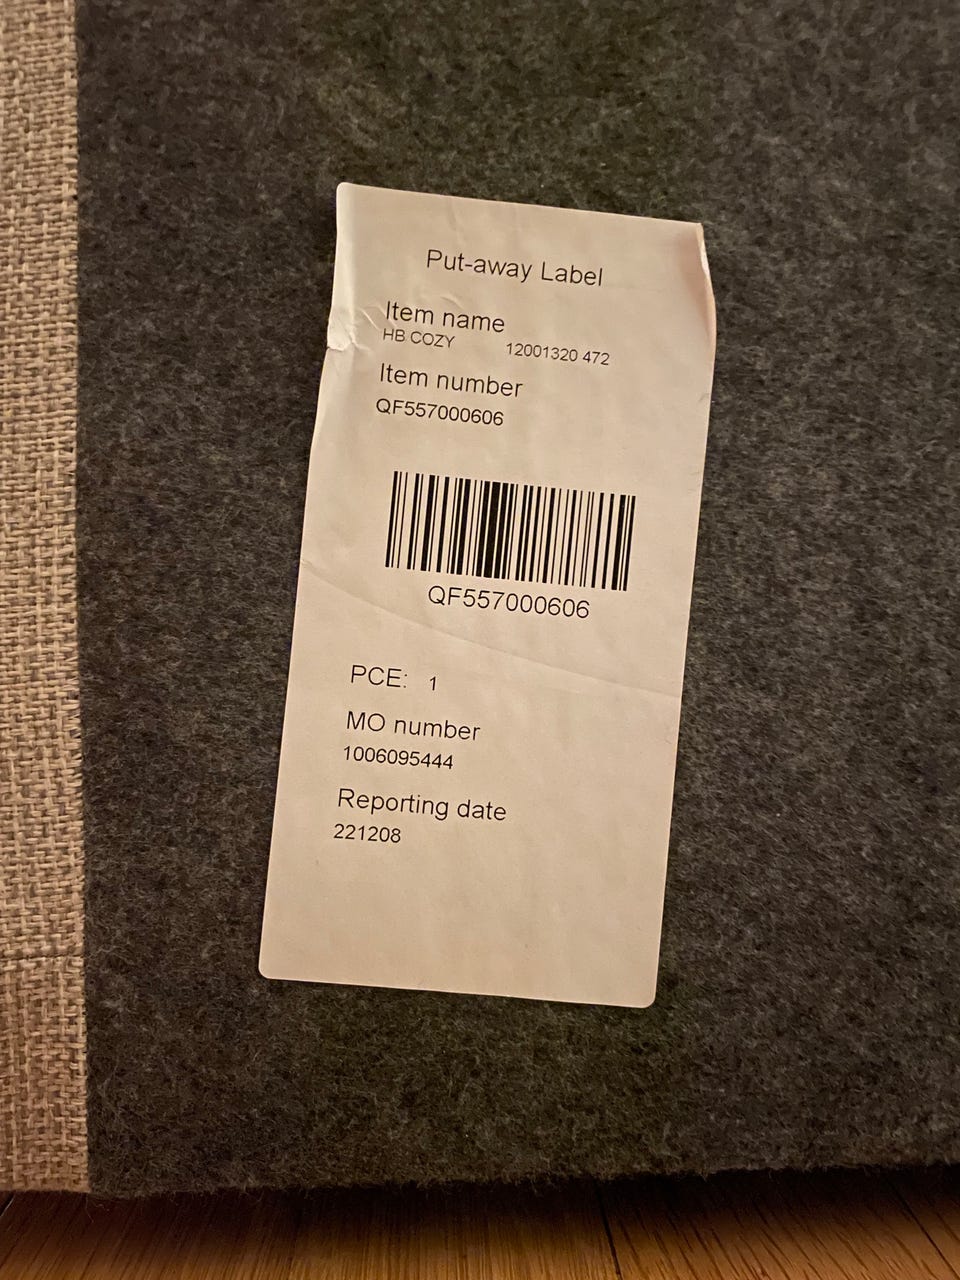 Put-away Label
Item name
HB COZY 12001320 472
Item number
QF557000606
QF557000606
PCE: 1
MO number
1006095444
Reporting date
221208